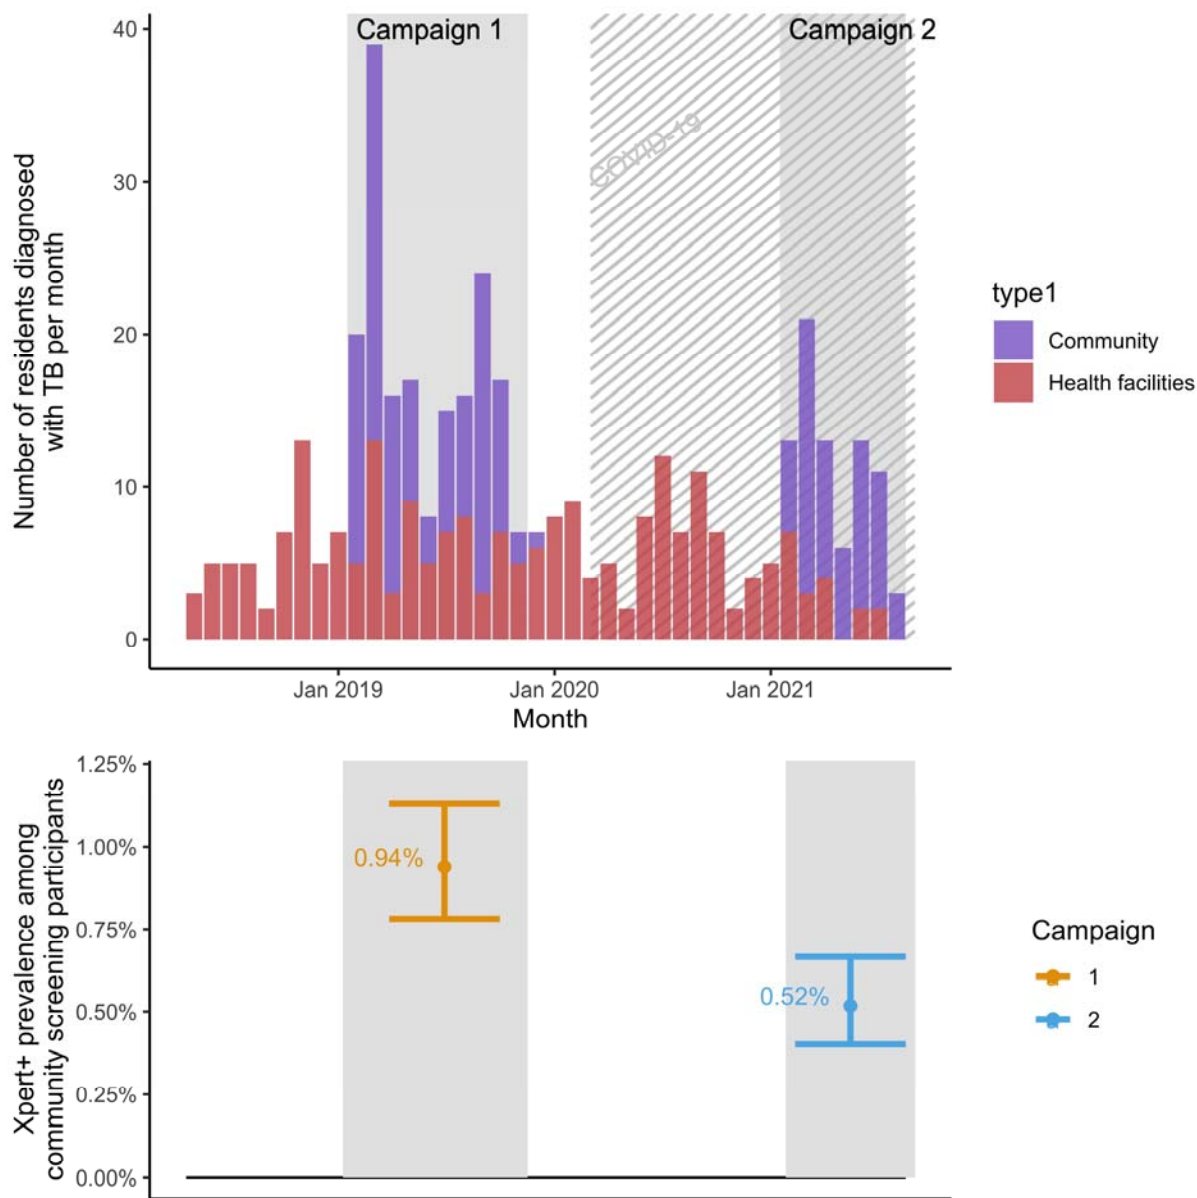 Campaign 1
Campaign 2
COVID-19
40
30
20
10
0
Number of residents diagnosed
with TB per month
Jan 2019
Jan 2020
Jan 2021
Month
type1
Community
Health facilities
1.25%
1.00%
0.75%
0.50%
0.25%
0.00%
Xpert+ prevalence among
community screening participants
0.94%
0.52%
Campaign
1
2